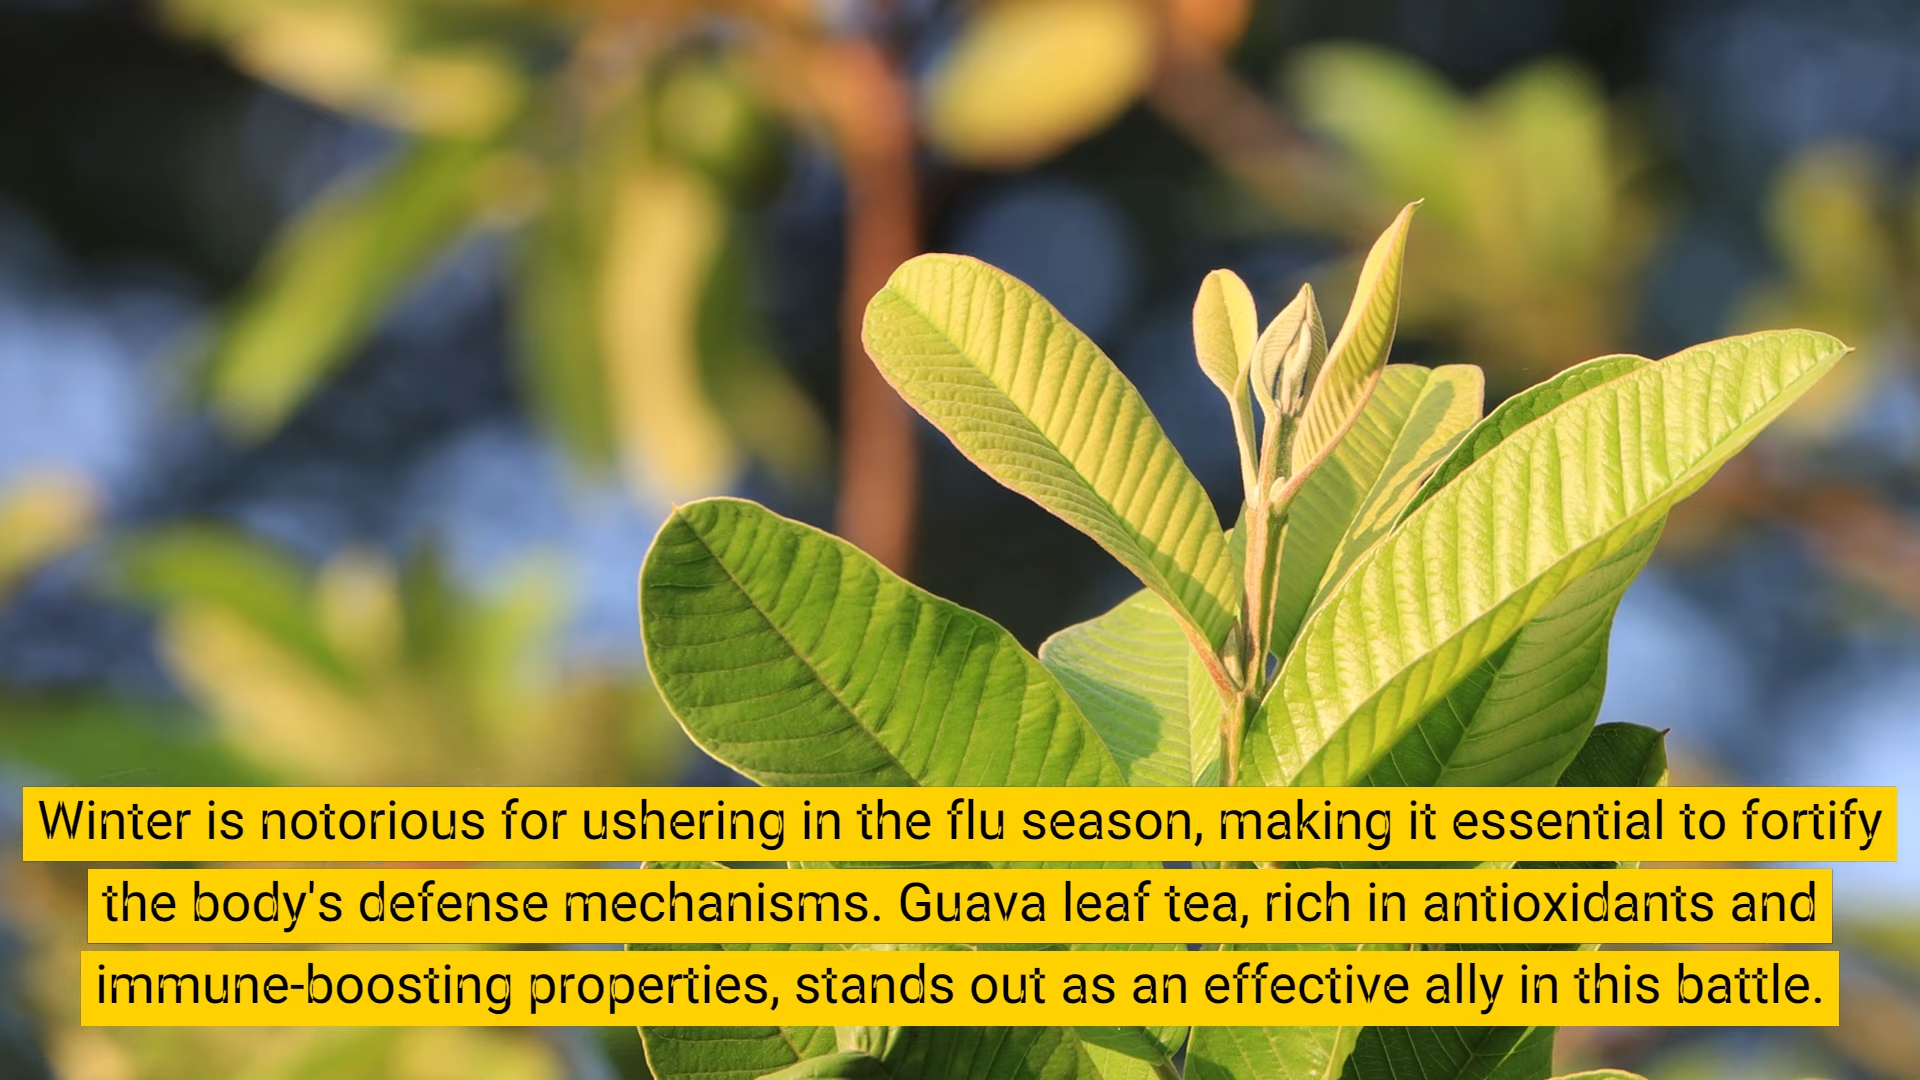 Winter is notorious for ushering in the flu season, making it essential to fortify
the body's defense mechanisms. Guava leaf tea, rich in antioxidants and
immune-boosting properties, stands out as an effective ally in this battle.